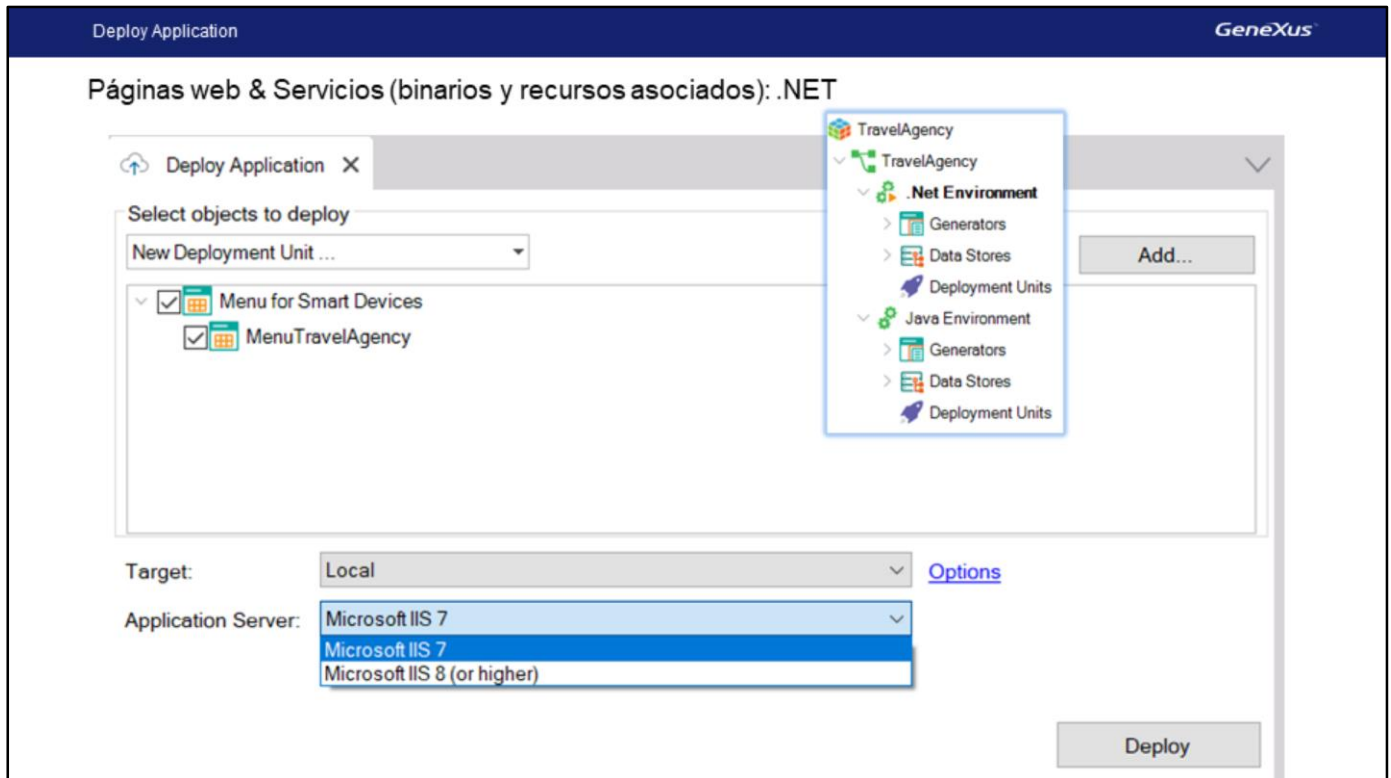 Deploy Application
GeneXus™
Páginas web & Servicios (binarios y recursos asociados): .NET
Deploy Application
Select objects to deploy
New Deployment Unit ...
Add...
Menu for Smart Devices
MenuTravelAgency
TravelAgency
TravelAgency
.Net Environment
Generators
Data Stores
Deployment Units
Java Environment
Generators
Data Stores
Deployment Units
Target:
Local
Options
Application Server:
Microsoft IIS 7
Microsoft IIS 7
Microsoft IIS 8 (or higher)
Deploy